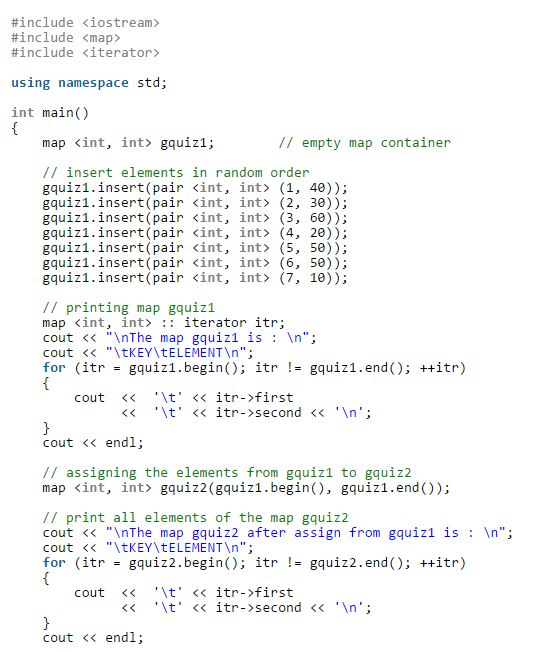 #include <iostream>
#include <map>
#include <iterator>
using namespace std;
int main()
{
map <int, int> gquiz1; // empty map container
// insert elements in random order
gquiz1.insert(pair <int, int> (1, 40));
gquiz1.insert(pair <int, int> (2, 30));
gquiz1.insert(pair <int, int> (3, 60));
gquiz1.insert(pair <int, int> (4, 20));
gquiz1.insert(pair <int, int> (5, 50));
gquiz1.insert(pair <int, int> (6, 50));
gquiz1.insert(pair <int, int> (7, 10));
// printing map gquiz1
map <int, int> :: iterator itr;
cout << "\nThe map gquiz1 is : \n";
cout << "\tKEY\tELEMENT\n";
for (itr = gquiz1.begin(); itr != gquiz1.end(); ++itr)
{
cout << '\t' << itr->first
<< '\t' << itr->second << '\n';
}
cout << endl;
// assigning the elements from gquiz1 to gquiz2
map <int, int> gquiz2(gquiz1.begin(), gquiz1.end());
// print all elements of the map gquiz2
cout << "\nThe map gquiz2 after assign from gquiz1 is : \n";
cout << "\tKEY\tELEMENT\n";
for (itr = gquiz2.begin(); itr != gquiz2.end(); ++itr)
{
cout << '\t' << itr->first
<< '\t' << itr->second << '\n';
}
cout << endl;